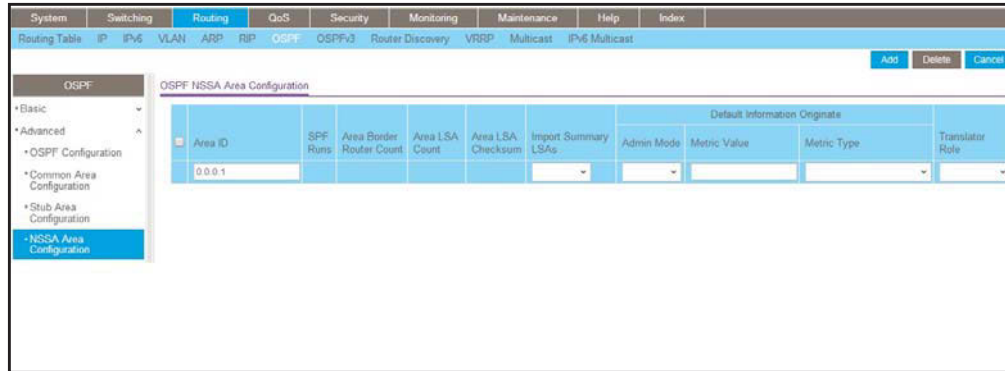 System Switching Routing QoS Security Monitoring Maintenance Help Index
Routing Table IP IPv6 VLAN ARP RIP OSPF OSPFv3 Router Discovery VRRP Multicast IPv6 Multicast
Add Delete Cancel
OSPF
OSPF NSSA Area Configuration
Basic
Advanced
OSPF Configuration
Common Area
Configuration
Stub Area
Configuration
NSSA Area
Configuration
Default Information Originate
Area ID
SPF
Runs
Area Border
Router Count
Area LSA
Count
Area LSA
Checksum
Import Summary
LSAs
Admin Mode
Metric Value
Metric Type
Translator
Role
0.0.0.1